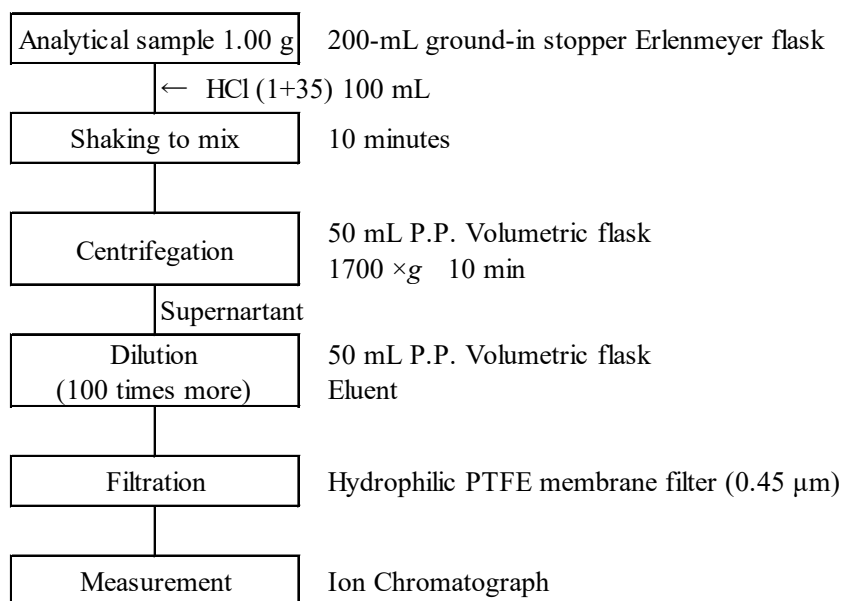 Analytical sample 1.00 g 200-mL ground-in stopper Erlenmeyer flask
← HCl (1+35) 100 mL
Shaking to mix 10 minutes
Centrifegation
50 mL P.P. Volumetric flask
1700 ×g 10 min
Supernartant
Dilution
(100 times more)
50 mL P.P. Volumetric flask
Eluent
Filtration Hydrophilic PTFE membrane filter (0.45 µm)
Measurement Ion Chromatograph